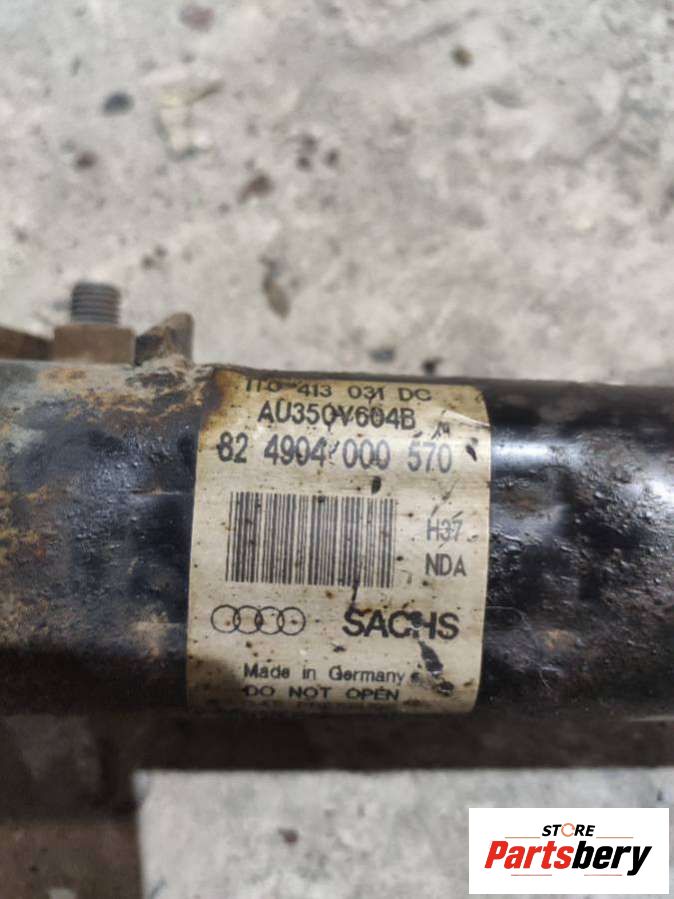 413 031 DC
AU350V604B
82 4904 000 570
H37
NDA
SACHS
Made in Germany
DO NOT OPEN
STORE
Partsbery